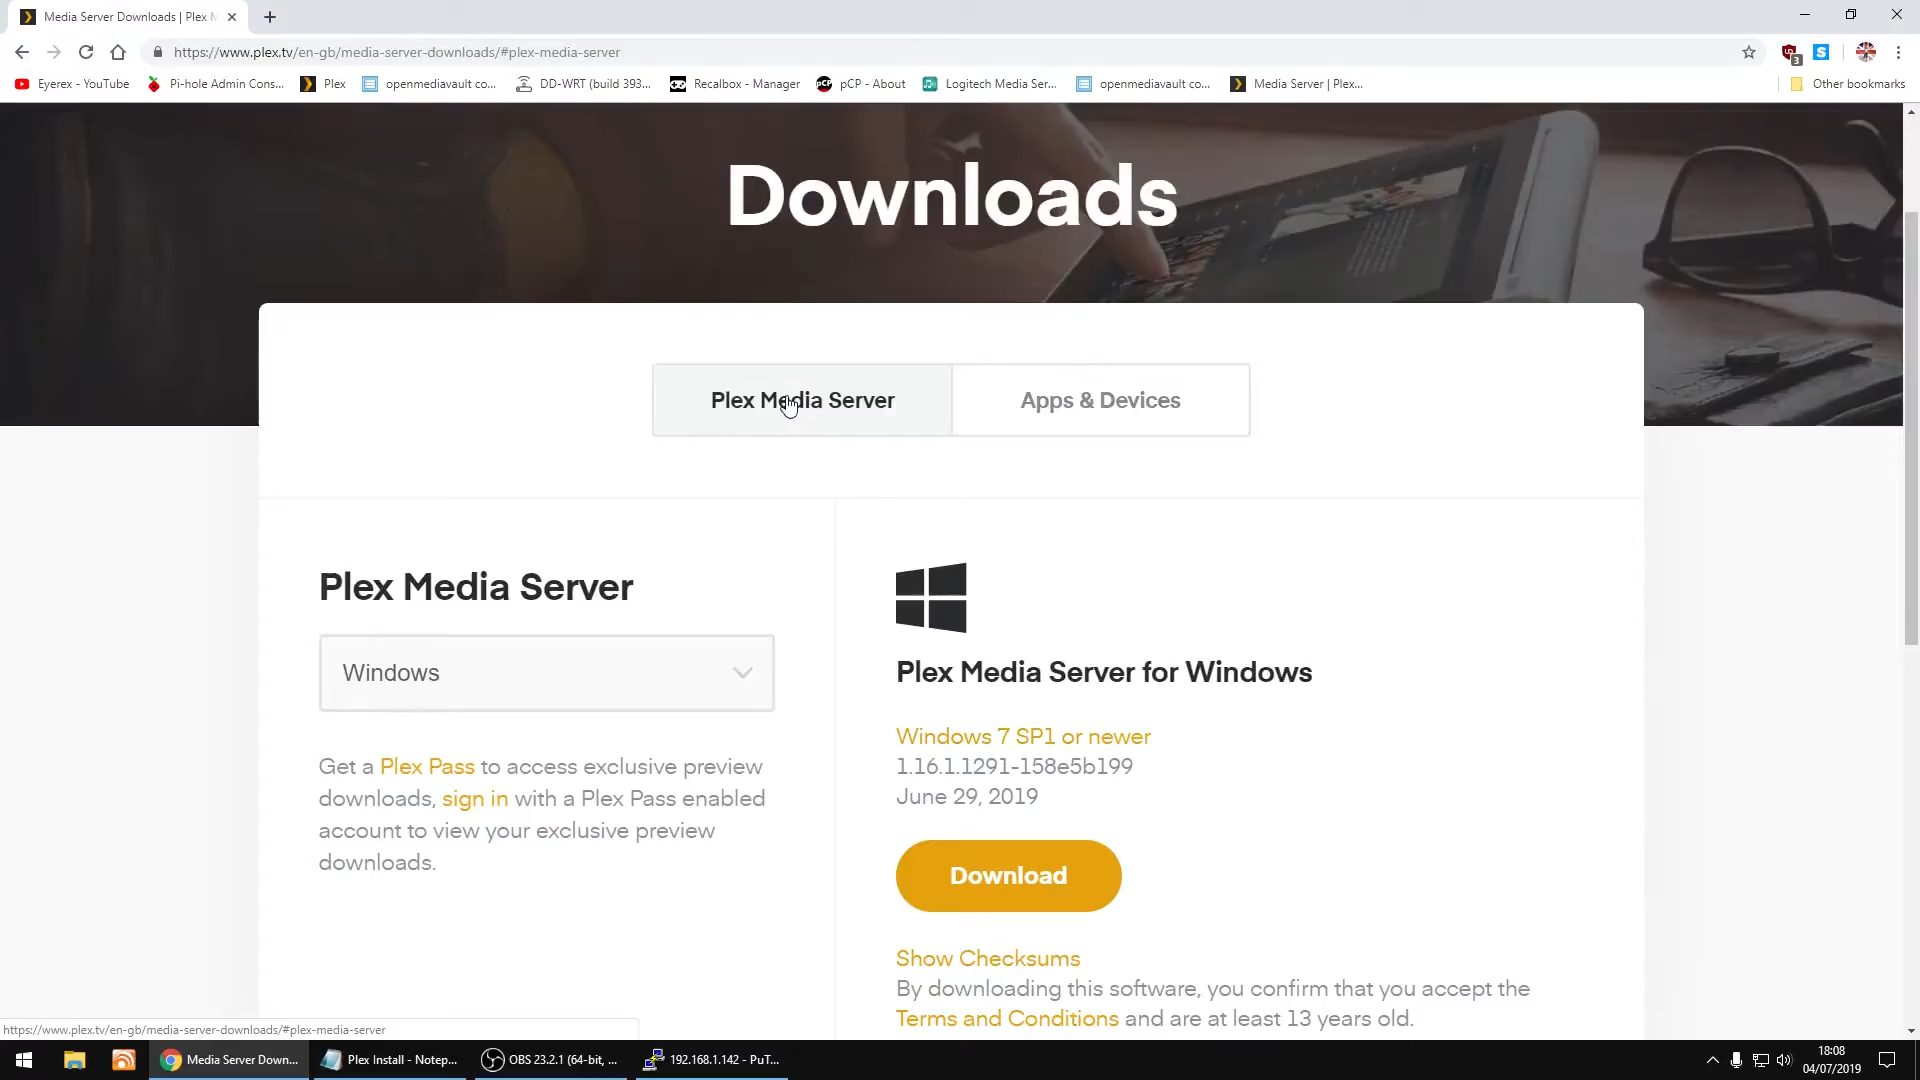 Media Server Downloads | Plex M
https://www.plex.tv/en-gb/media-server-downloads/#plex-media-server
3
S
Eyerex - YouTube
Pi-hole Admin Cons...
Plex
openmediavault co...
DD-WRT (build 393...
Recalbox - Manager
pCP
pCP - About
Logitech Media Ser...
openmediavault co...
Media Server | Plex...
Other bookmarks
Downloads
Plex Media Server
Apps & Devices
Plex Media Server
Windows
Get a Plex Pass to access exclusive preview
downloads, sign in with a Plex Pass enabled
account to view your exclusive preview
downloads.
Plex Media Server for Windows
Windows 7 SP1 or newer
1.16.1.1291-158e5b199
June 29, 2019
Download
Show Checksums
By downloading this software, you confirm that you accept the
Terms and Conditions and are at least 13 years old.
https://www.plex.tv/en-gb/media-server-downloads/#plex-media-server
Media Server Down...
Plex Install - Notep...
OBS 23.2.1 (64-bit, ...
192.168.1.142 - PuT...
18:08
04/07/2019